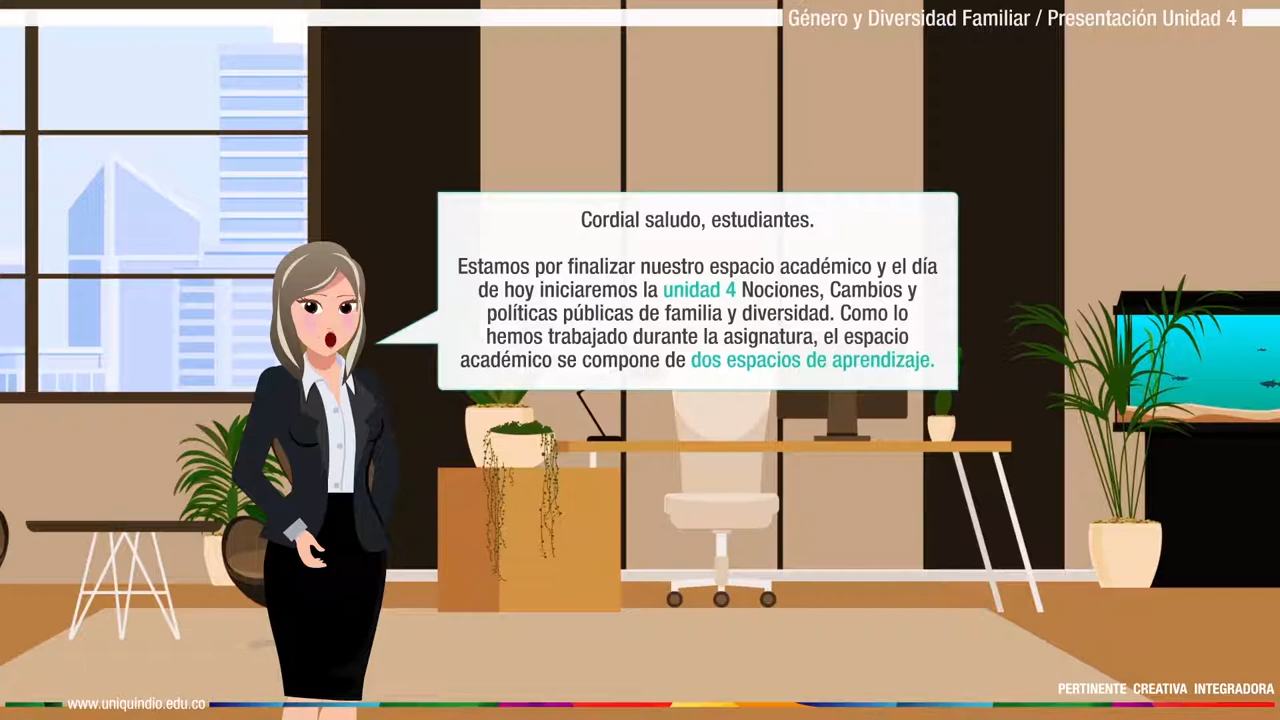 Género y Diversidad Familiar / Presentación Unidad 4
Cordial saludo, estudiantes.
Estamos por finalizar nuestro espacio académico y el día
de hoy iniciaremos la unidad 4 Nociones, Cambios y
políticas públicas de familia y diversidad. Como lo
hemos trabajado durante la asignatura, el espacio
académico se compone de dos espacios de aprendizaje.
PERTINENTE CREATIVA INTEGRADORA
www.uniquindio.edu.co